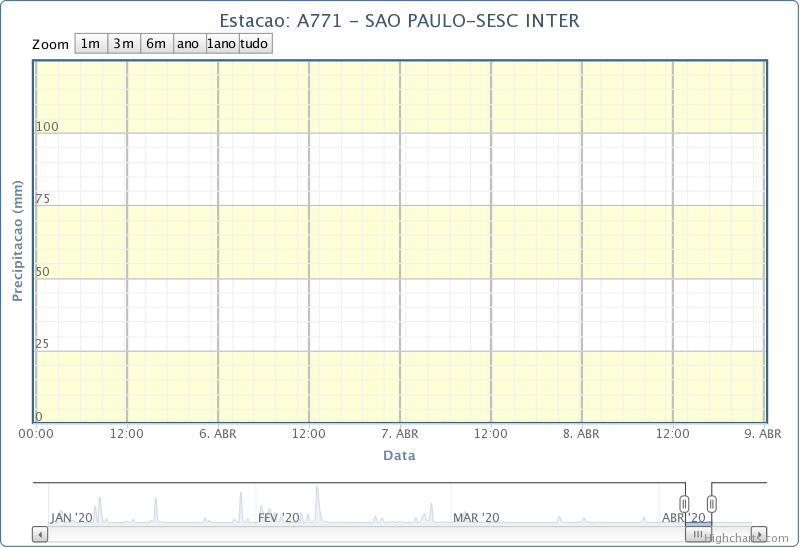 Estacao: A771 - SAO PAULO-SESC INTER
Zoom 1m 3m 6m ano 1ano tudo
Precipitacao (mm)
100
75
50
25
0
00:00 12:00 6. ABR 12:00 7. ABR 12:00 8. ABR 12:00 9. ABR
Data
JAN '20 FEV '20 MAR '20 ABR '20
Highcharts.com